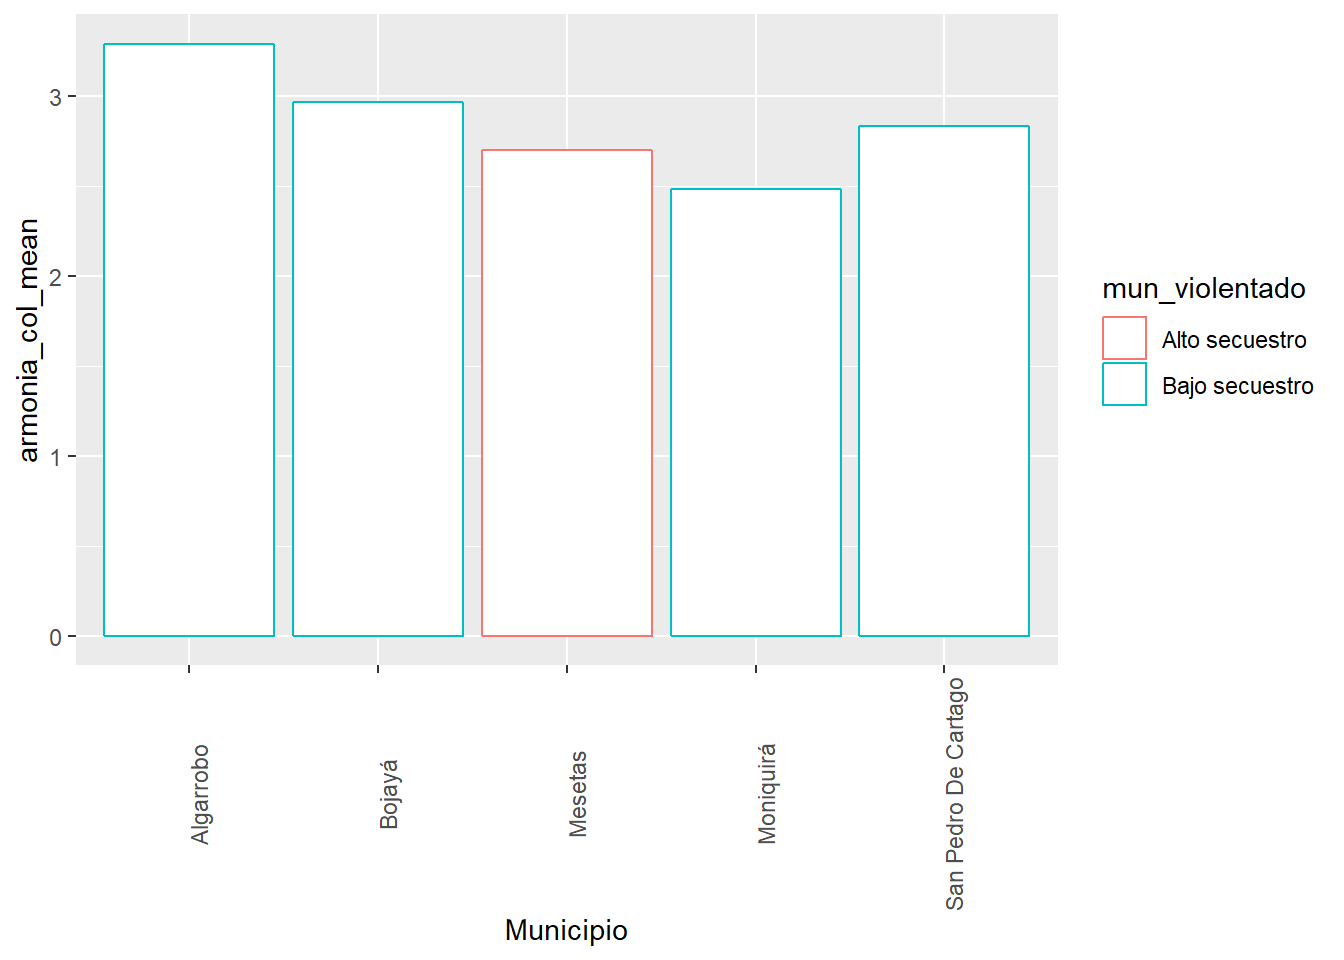 armonia_col_mean
3
2
1
0
Algarrobo
Bojayá
Mesetas
Moniquirá
San Pedro De Cartago
Municipio
mun_violentado
Alto secuestro
Bajo secuestro